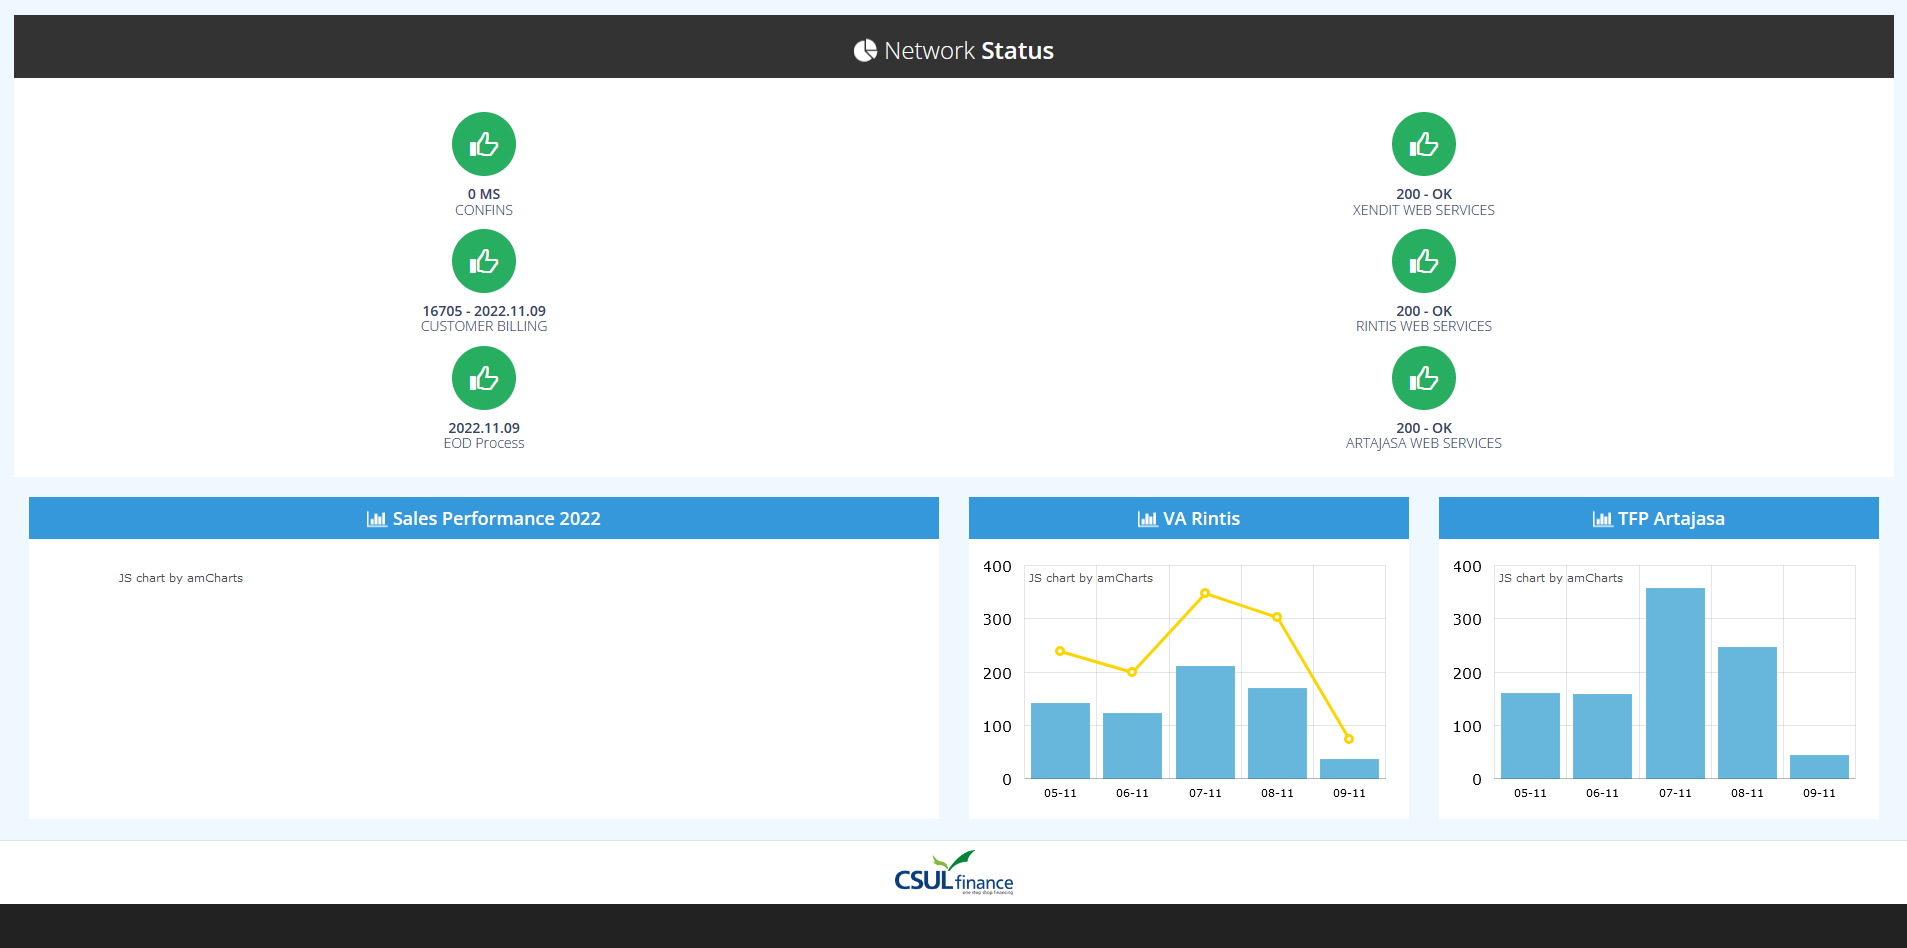 Network Status
0 MS
CONFINS
16705 - 2022.11.09
CUSTOMER BILLING
2022.11.09
EOD Process
200 - OK
XENDIT WEB SERVICES
200 - OK
RINTIS WEB SERVICES
200 - OK
ARTAJASA WEB SERVICES
Sales Performance 2022
JS chart by amCharts
VA Rintis
JS chart by amCharts
400
300
200
100
0
05-11 06-11 07-11 08-11 09-11
TFP Artajasa
JS chart by amCharts
400
300
200
100
0
05-11 06-11 07-11 08-11 09-11
CSULfinance
one stop shop financing